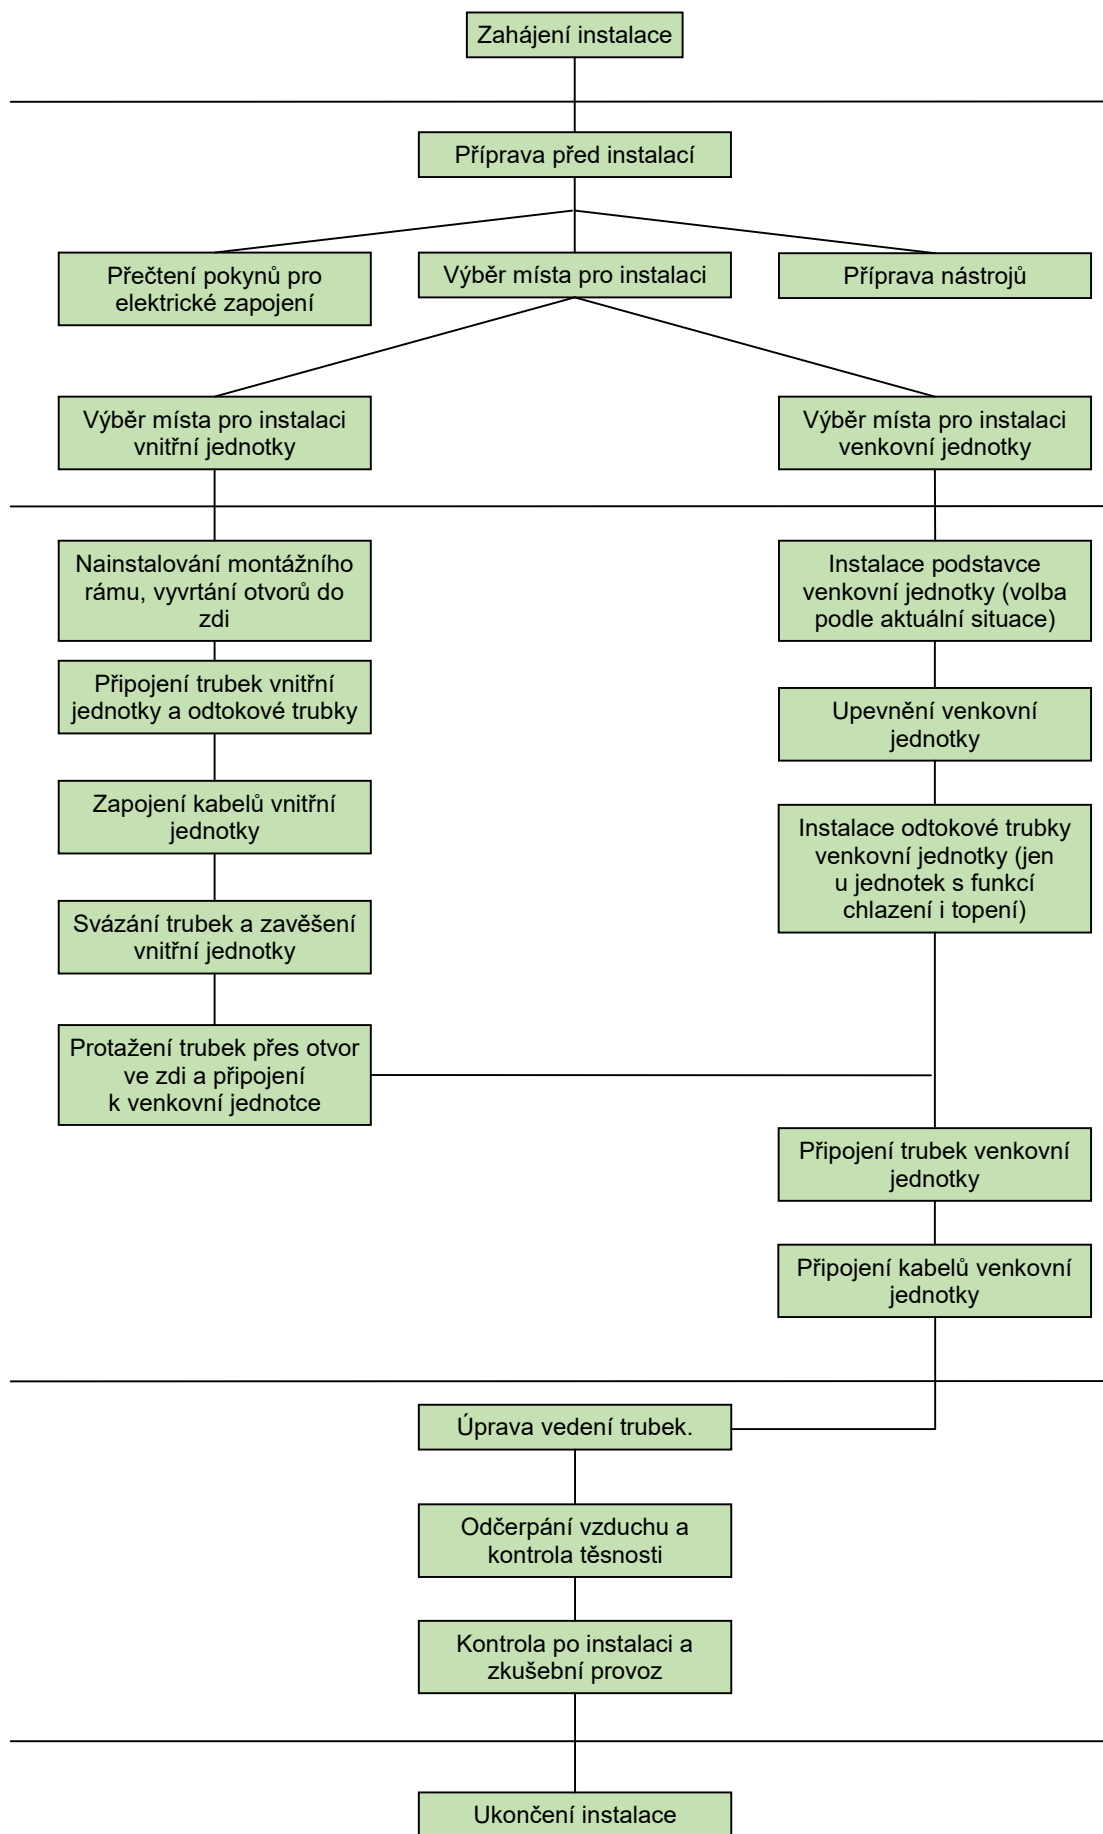 Zahájení instalace
Příprava před instalací
Přečtení pokynů pro
elektrické zapojení
Výběr místa pro instalaci
Příprava nástrojů
Výběr místa pro instalaci
vnitřní jednotky
Výběr místa pro instalaci
venkovní jednotky
Nainstalování montážního
rámu, vyvrtání otvorů do
zdi
Připojení trubek vnitřní
jednotky a odtokové trubky
Zapojení kabelů vnitřní
jednotky
Svázání trubek a zavěšení
vnitřní jednotky
Protažení trubek přes otvor
ve zdi a připojení
k venkovní jednotce
Instalace podstavce
venkovní jednotky (volba
podle aktuální situace)
Upevnění venkovní
jednotky
Instalace odtokové trubky
venkovní jednotky (jen
u jednotek s funkcí
chlazení i topení)
Připojení trubek venkovní
jednotky
Připojení kabelů venkovní
jednotky
Úprava vedení trubek.
Odčerpání vzduchu a
kontrola těsnosti
Kontrola po instalaci a
zkušební provoz
Ukončení instalace